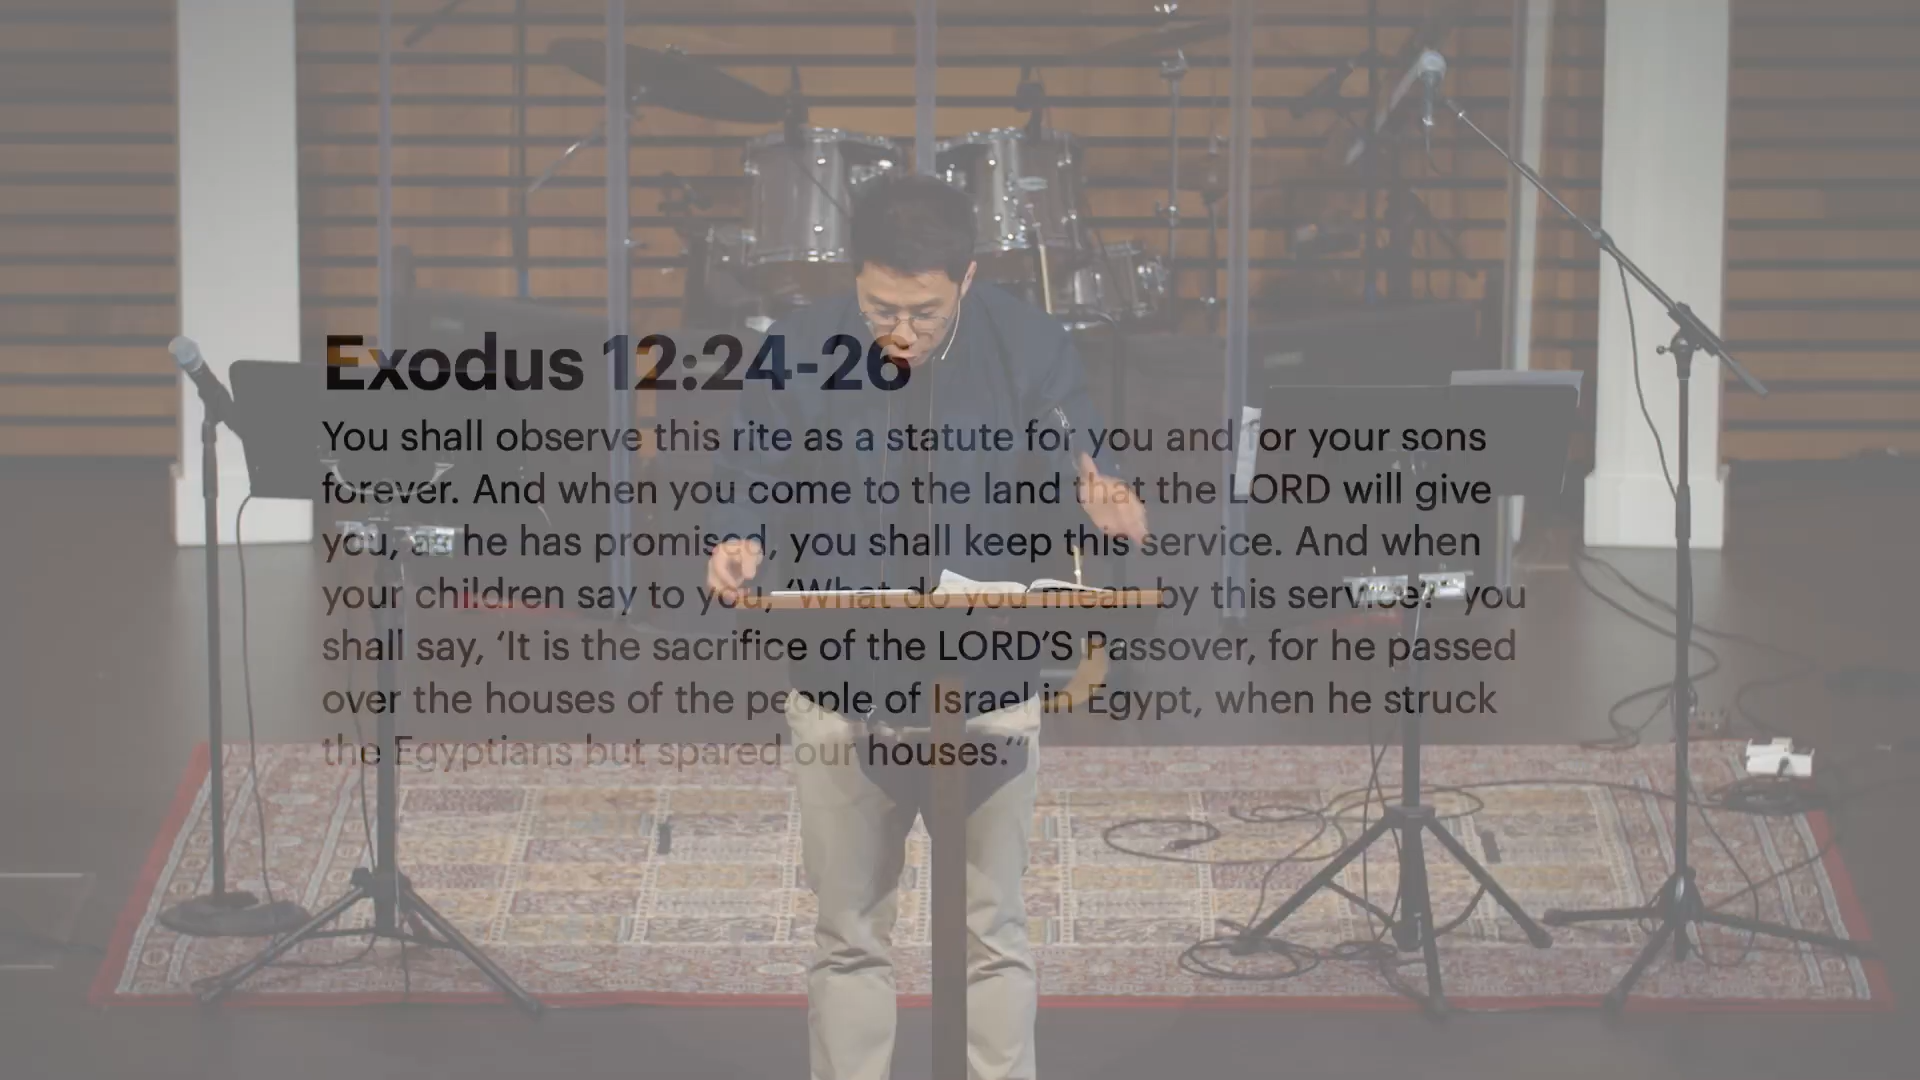 Exodus 12:24-26
You shall observe this rite as a statute for you and for your sons
forever. And when you come to the land that the LORD will give
you, as he has promised, you shall keep this service. And when
your children say to you, ‘What do you mean by this service?’ you
shall say, ‘It is the sacrifice of the LORD’S Passover, for he passed
over the houses of the people of Israel in Egypt, when he struck
the Egyptians but spared our houses.’”